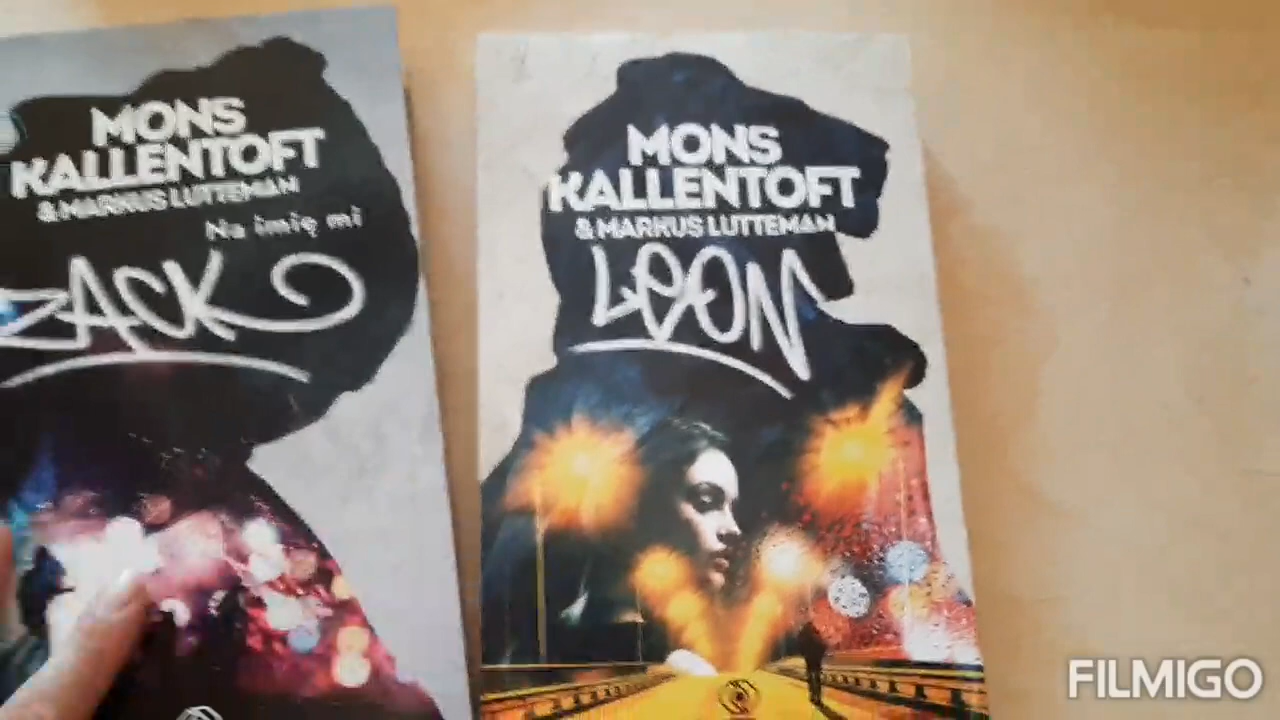 MONS
KALLENTOFT
& MARKUS LUTTEMAN
Na imię mi
ZACK
MONS
KALLENTOFT
& MARKUS LUTTEMAN
LEON
FILMIGO